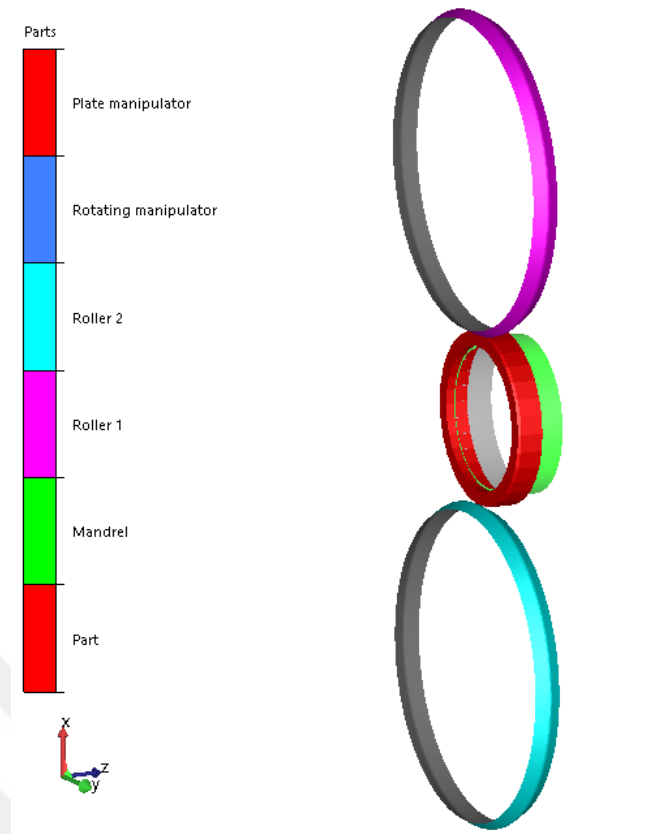 Parts
Plate manipulator
Rotating manipulator
Roller 2
Roller 1
Mandrel
Part
x
z
y